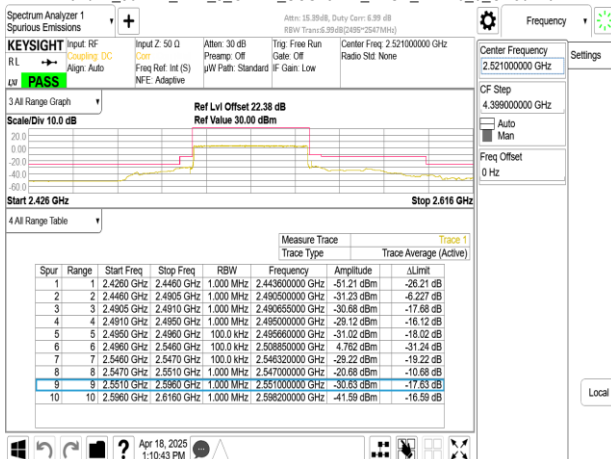 Spectrum Analyzer 1
Spurious Emissions
Attn: 15.39dB, Duty Corr: 6.99 dB
RBW Trans:6.99dB(2495~2547MHz)
Frequency
KEYSIGHT Input: RF Input Z: 50 Ω Atten: 30 dB Trig: Free Run Center Freq: 2.521000000 GHz
RL Coupling: DC Corr Preamp: Off Gate: Off Radio Std: None
Align: Auto Freq Ref: Int (S) µW Path: Standard IF Gain: Low
PASS NFE: Adaptive
Center Frequency
2.521000000 GHz
Settings
CF Step
4.399000000 GHz
Auto
Man
Freq Offset
0 Hz
3 All Range Graph
Ref Lvl Offset 22.38 dB
Scale/Div 10.0 dB Ref Value 30.00 dBm
20.0
0.00
-20.0
-40.0
-60.0
Start 2.426 GHz Stop 2.616 GHz
4 All Range Table
Measure Trace Trace 1
Trace Type Trace Average (Active)
Spur Range Start Freq Stop Freq RBW Frequency Amplitude ΔLimit
1 1 2.4260 GHz 2.4460 GHz 1.000 MHz 2.443600000 GHz -51.21 dBm -26.21 dB
2 2 2.4460 GHz 2.4905 GHz 1.000 MHz 2.490500000 GHz -31.23 dBm -6.227 dB
3 3 2.4905 GHz 2.4910 GHz 1.000 MHz 2.490655000 GHz -30.68 dBm -17.68 dB
4 4 2.4910 GHz 2.4950 GHz 1.000 MHz 2.495000000 GHz -29.12 dBm -16.12 dB
5 5 2.4950 GHz 2.4960 GHz 100.0 kHz 2.495660000 GHz -31.02 dBm -18.02 dB
6 6 2.4960 GHz 2.5460 GHz 100.0 kHz 2.508850000 GHz 4.762 dBm -31.24 dB
7 7 2.5460 GHz 2.5470 GHz 100.0 kHz 2.546320000 GHz -29.22 dBm -19.22 dB
8 8 2.5470 GHz 2.5510 GHz 1.000 MHz 2.547000000 GHz -20.68 dBm -10.68 dB
9 9 2.5510 GHz 2.5960 GHz 1.000 MHz 2.551000000 GHz -30.63 dBm -17.63 dB
10 10 2.5960 GHz 2.6160 GHz 1.000 MHz 2.598200000 GHz -41.59 dBm -16.59 dB
Local
Apr 18, 2025
1:10:43 PM